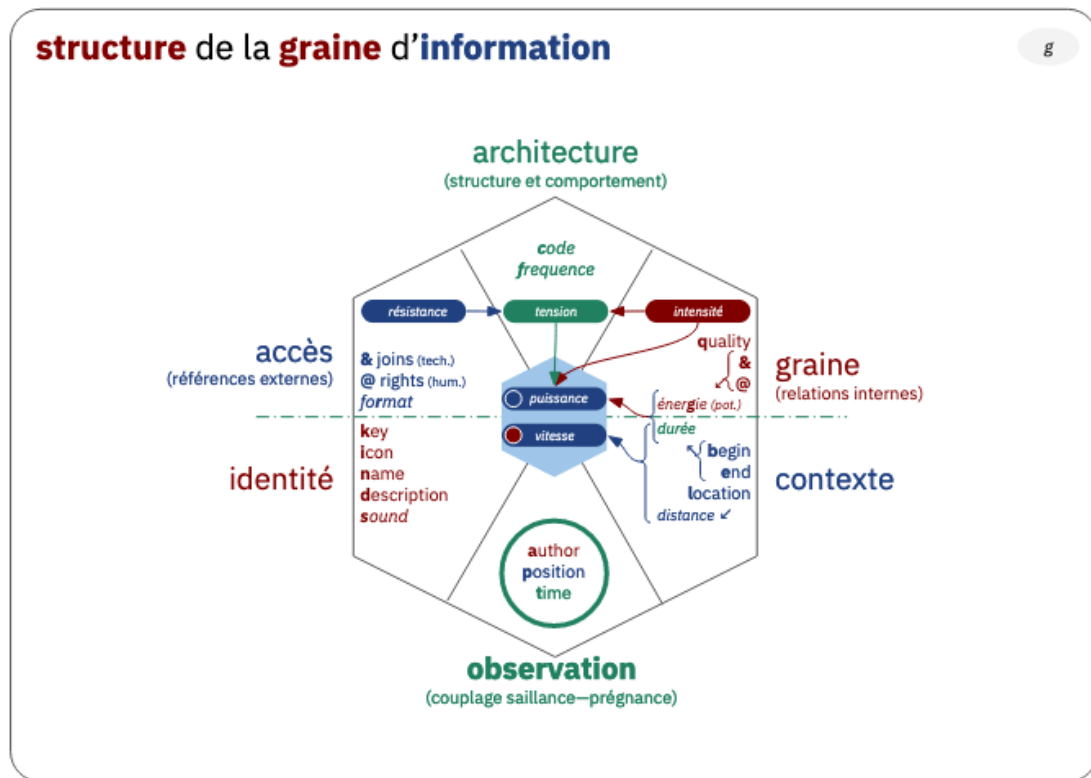 structure de la graine d’information
g
architecture
(structure et comportement)
code
frequence
résistance
tension
intensité
accès
(références externes)
& joins (tech.)
@ rights (hum.)
format
quality
&
@
graine
(relations internes)
puissance
énergie (pot.)
durée
vitesse
identité
key
icon
name
description
sound
begin
end
location
distance ↙
contexte
author
position
time
observation
(couplage saillance—prégnance)